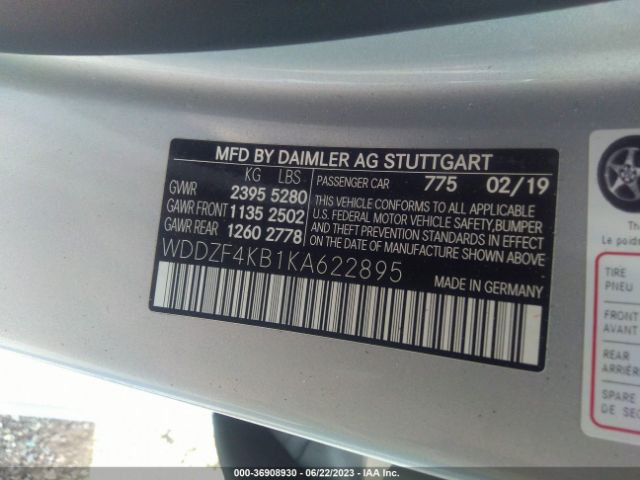 MFD BY DAIMLER AG STUTTGART
KG LBS
GVWR 2395 5280
GAWR FRONT 1135 2502
GAWR REAR 1260 2778
PASSENGER CAR 775 02/19
THIS VEHICLE CONFORMS TO ALL APPLICABLE
U.S. FEDERAL MOTOR VEHICLE SAFETY, BUMPER
AND THEFT PREVENTION STANDARDS IN EFFECT
ON THE DATE OF MANUFACTURE SHOWN ABOVE
WDDZF4KB1KA622895
MADE IN GERMANY
Le poid
TIRE
PNEU
FRONT
AVANT
REAR
ARRIÈR
SPARE
DE SEC
000-36908930 - 06/22/2023 - IAA Inc.